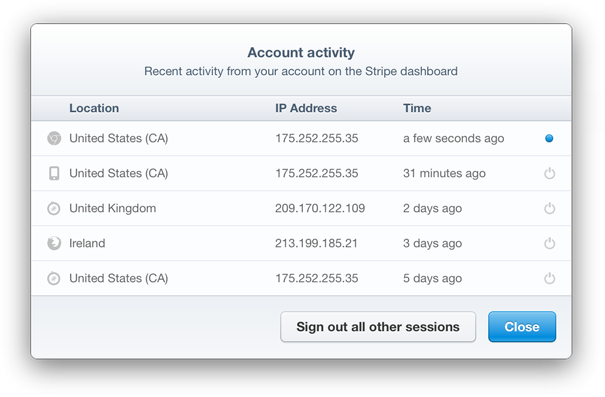 Account activity
Recent activity from your account on the Stripe dashboard
Location IP Address Time
United States (CA) 175.252.255.35 a few seconds ago
United States (CA) 175.252.255.35 31 minutes ago
United Kingdom 209.170.122.109 2 days ago
Ireland 213.199.185.21 3 days ago
United States (CA) 175.252.255.35 5 days ago
Sign out all other sessions Close